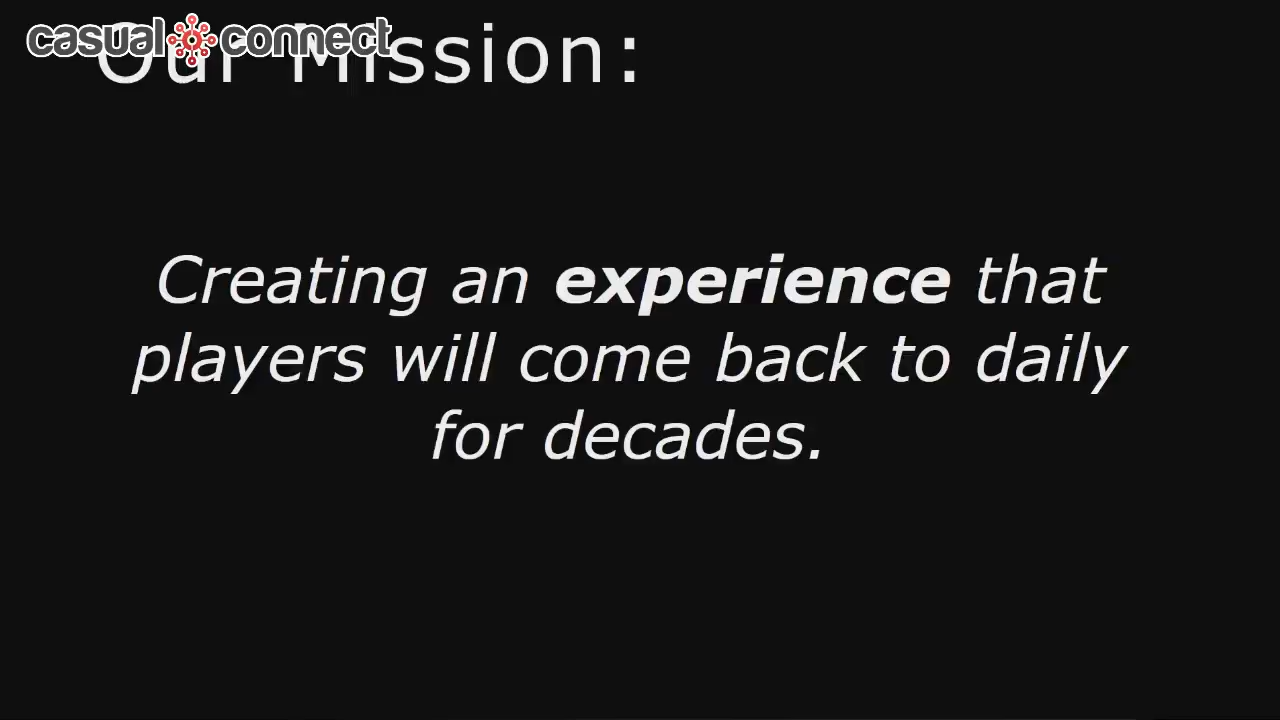 casual connect
Our Mission:
Creating an experience that
players will come back to daily
for decades.